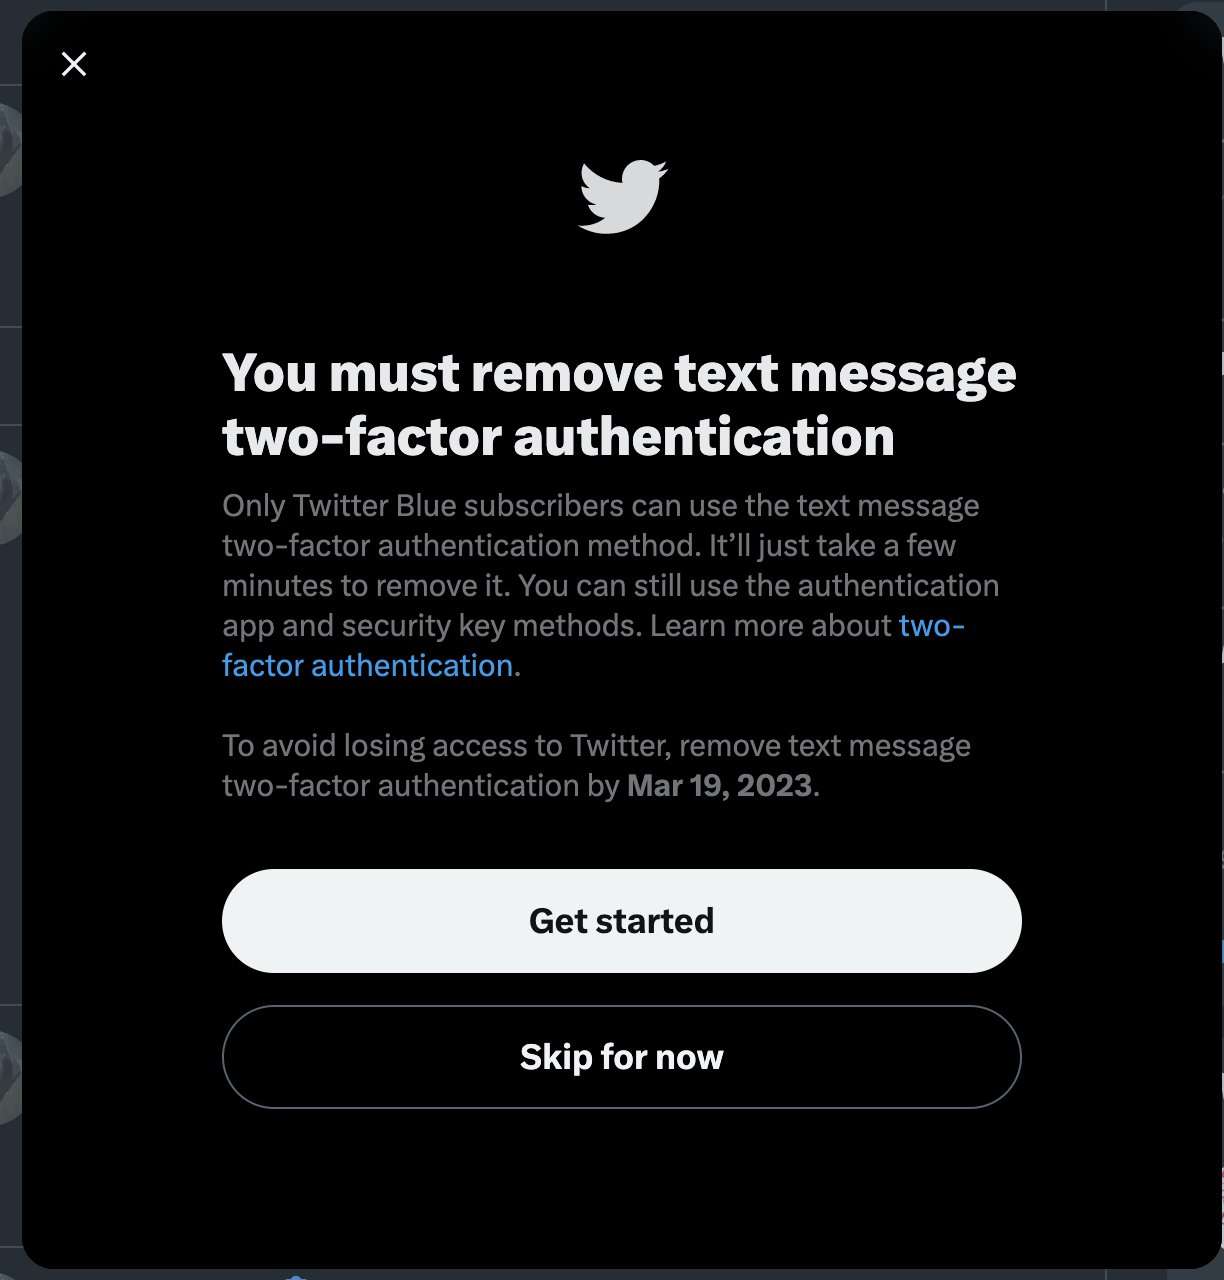 You must remove text message
two-factor authentication
Only Twitter Blue subscribers can use the text message
two-factor authentication method. It’ll just take a few
minutes to remove it. You can still use the authentication
app and security key methods. Learn more about two-
factor authentication.
To avoid losing access to Twitter, remove text message
two-factor authentication by Mar 19, 2023.
Get started
Skip for now